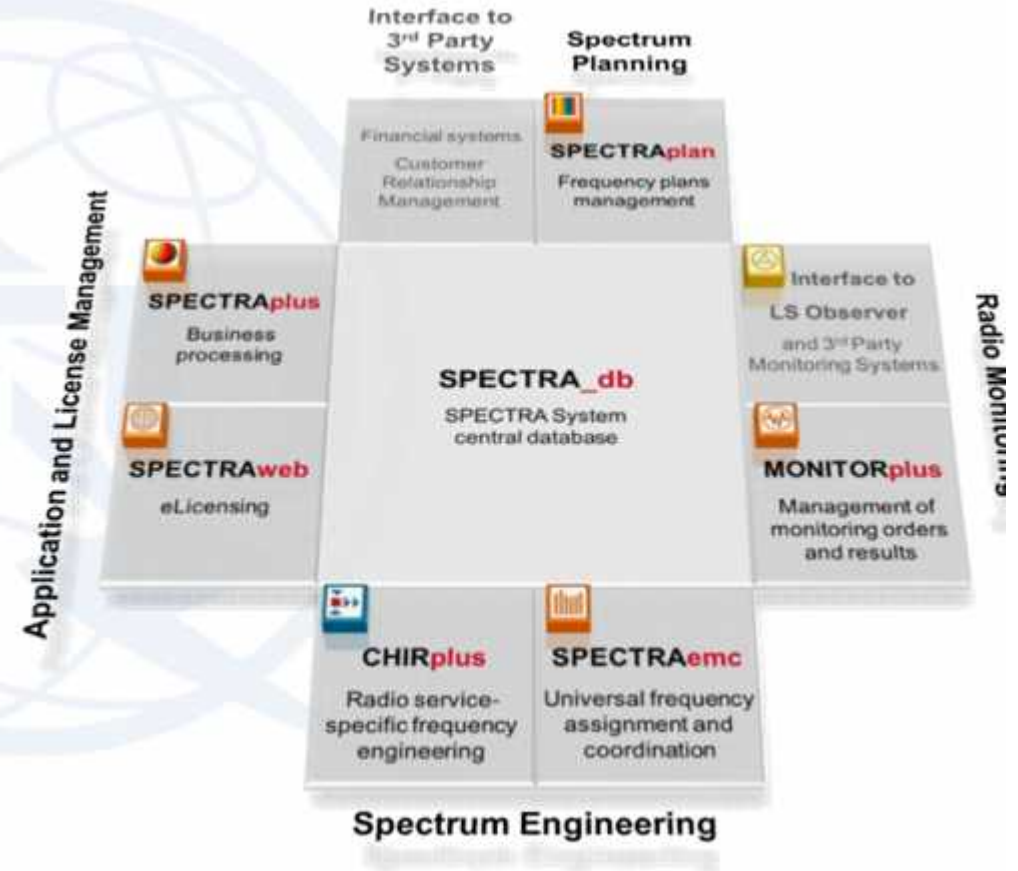 Interface to
3rd Party
Systems
Spectrum
Planning
Financial systems
Customer
Relationship
Management
SPECTRAplan
Frequency plans
management
Application and License Management
SPECTRAplus
Business
processing
SPECTRAweb
eLicensing
SPECTRA_db
SPECTRA System
central database
Interface to
LS Observer
and 3rd Party
Monitoring Systems
MONITORplus
Management of
monitoring orders
and results
Radio Monitoring
CHIRplus
Radio service-
specific frequency
engineering
SPECTRAemc
Universal frequency
assignment and
coordination
Spectrum Engineering